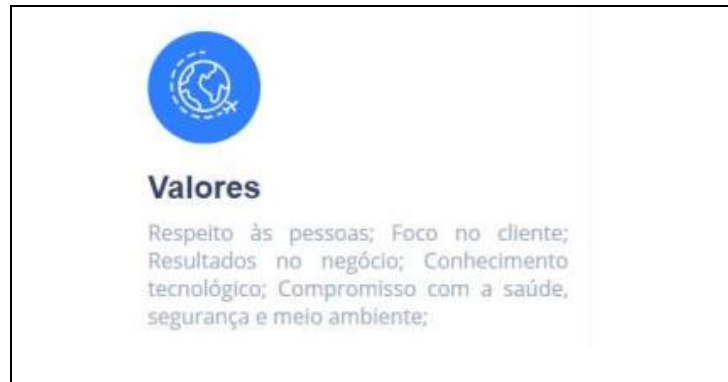 Valores
Respeito às pessoas; Foco no cliente;
Resultados no negócio; Conhecimento
tecnológico; Compromisso com a saúde,
segurança e meio ambiente;